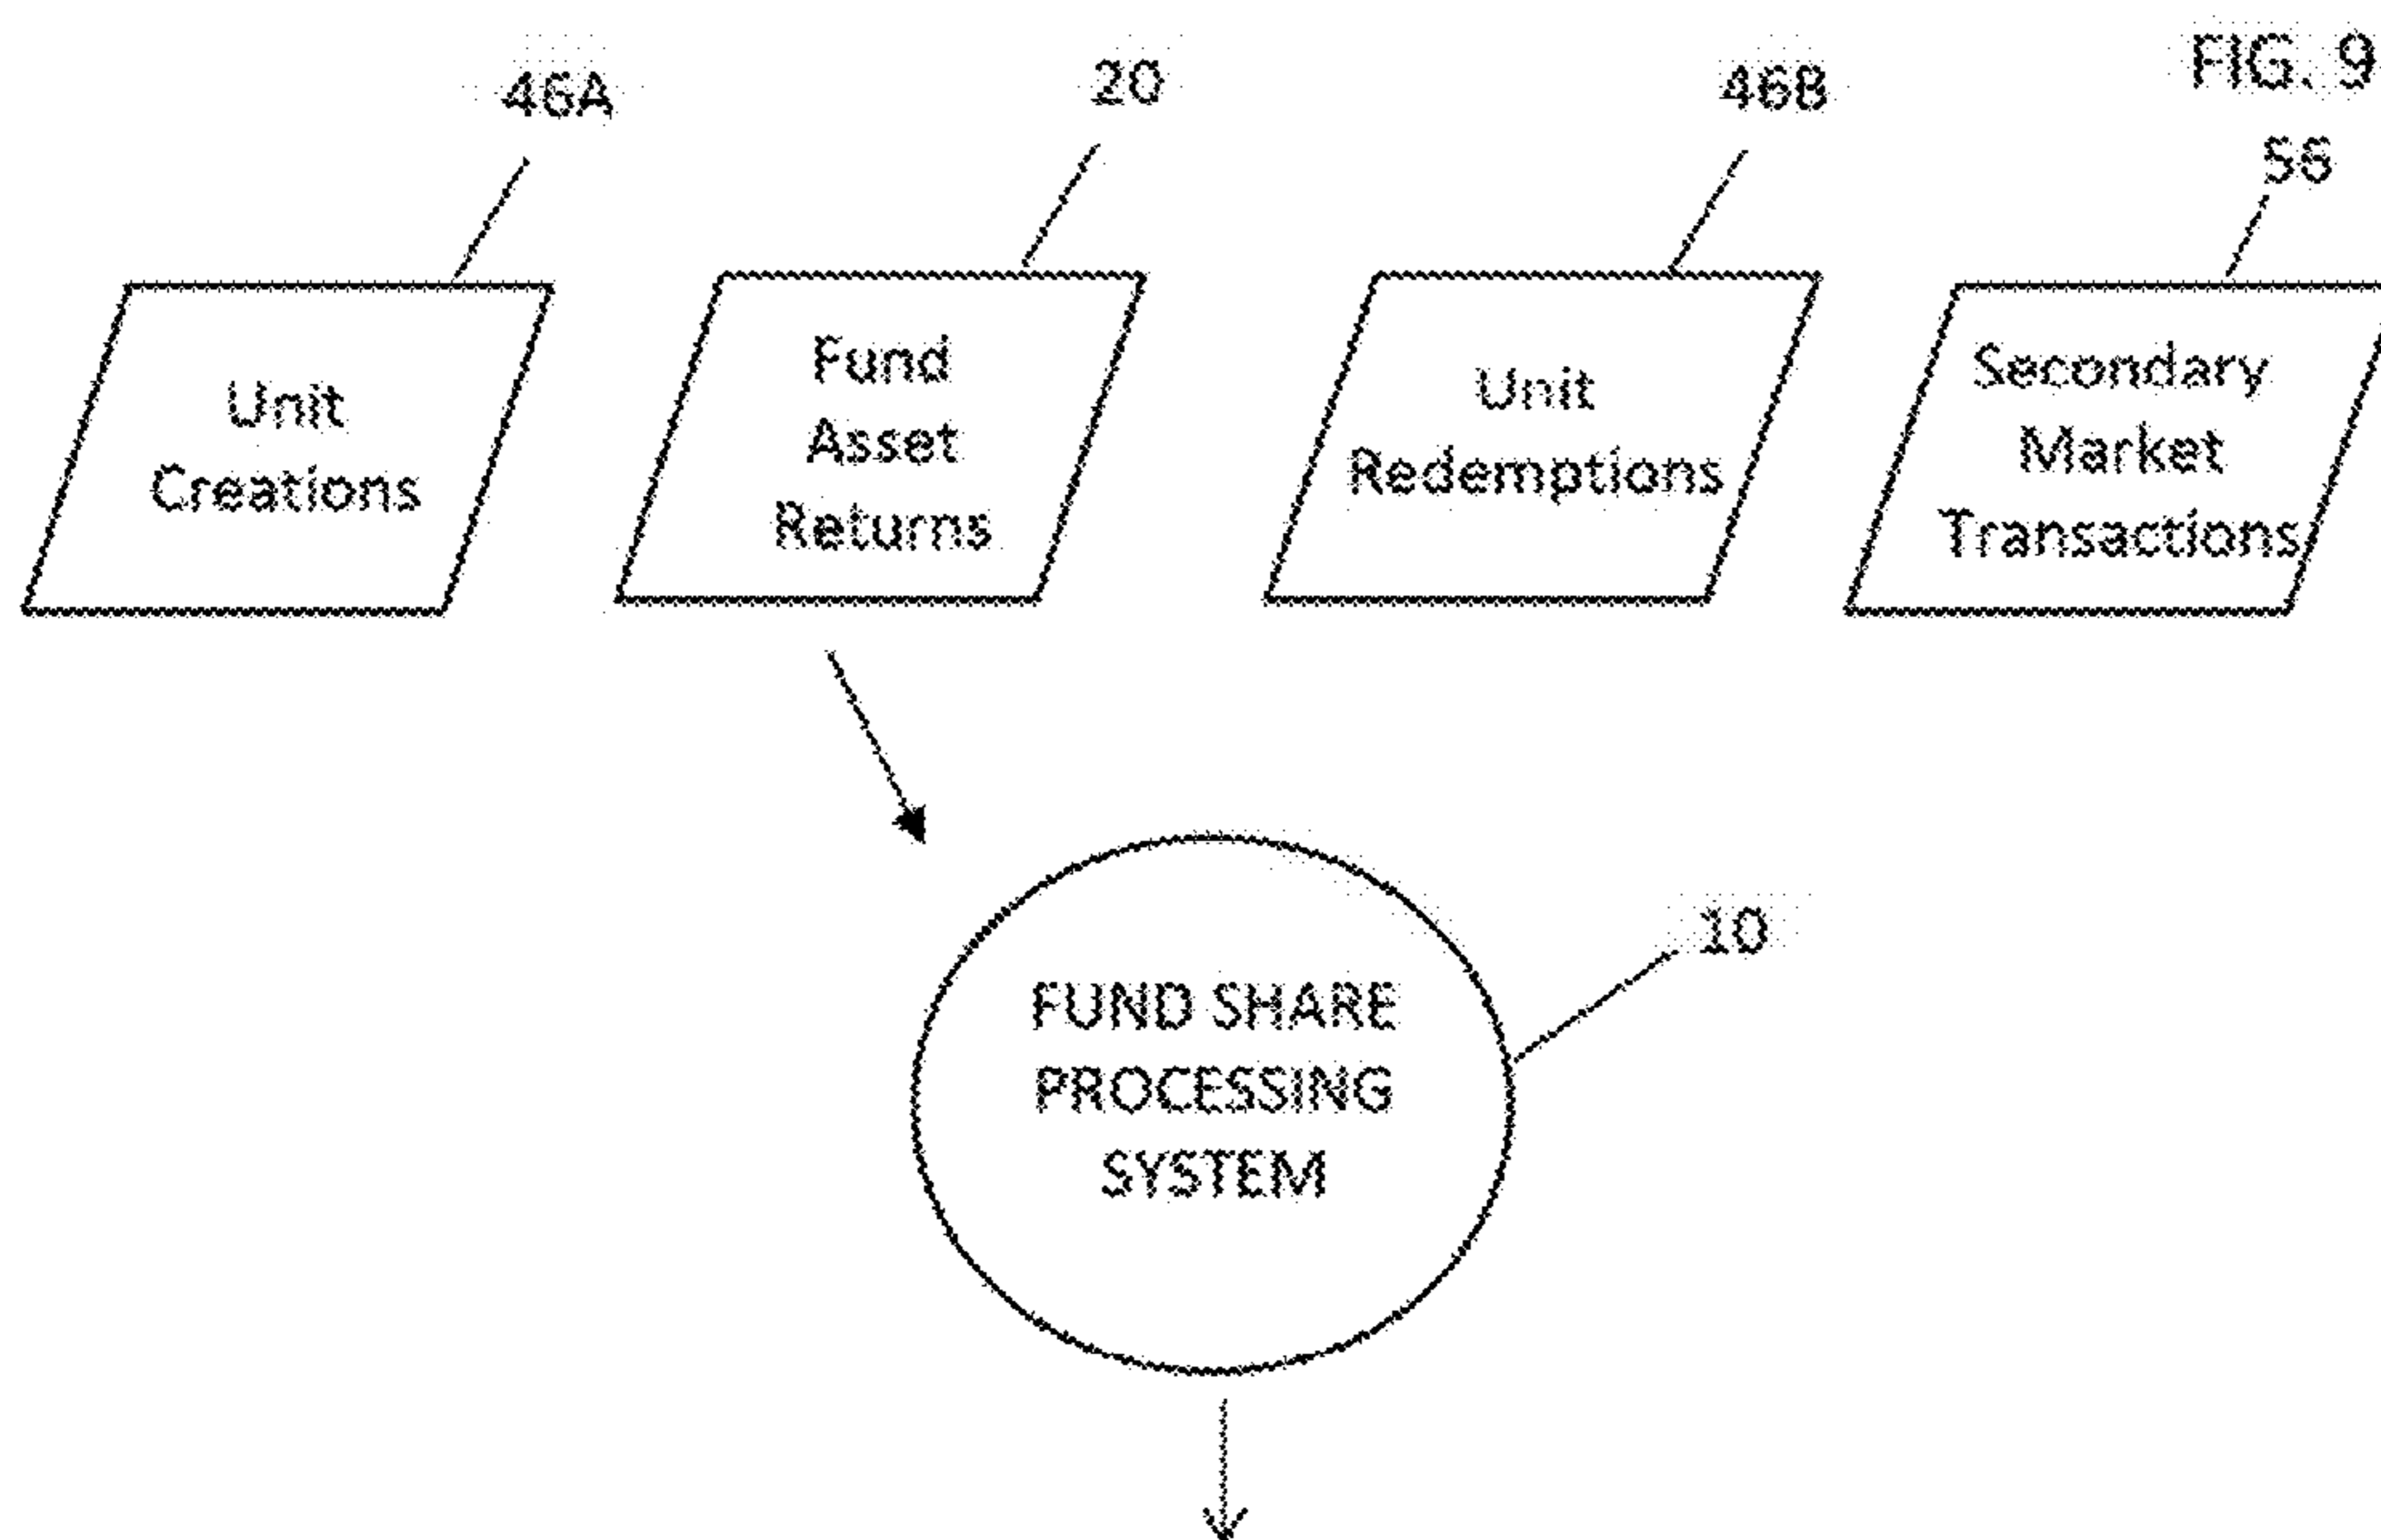 FIG. 9
46A
20
46B
56
Unit
Creations
Fund
Asset
Returns
Unit
Redemptions
Secondary
Market
Transactions
10
FUND SHARE
PROCESSING
SYSTEM